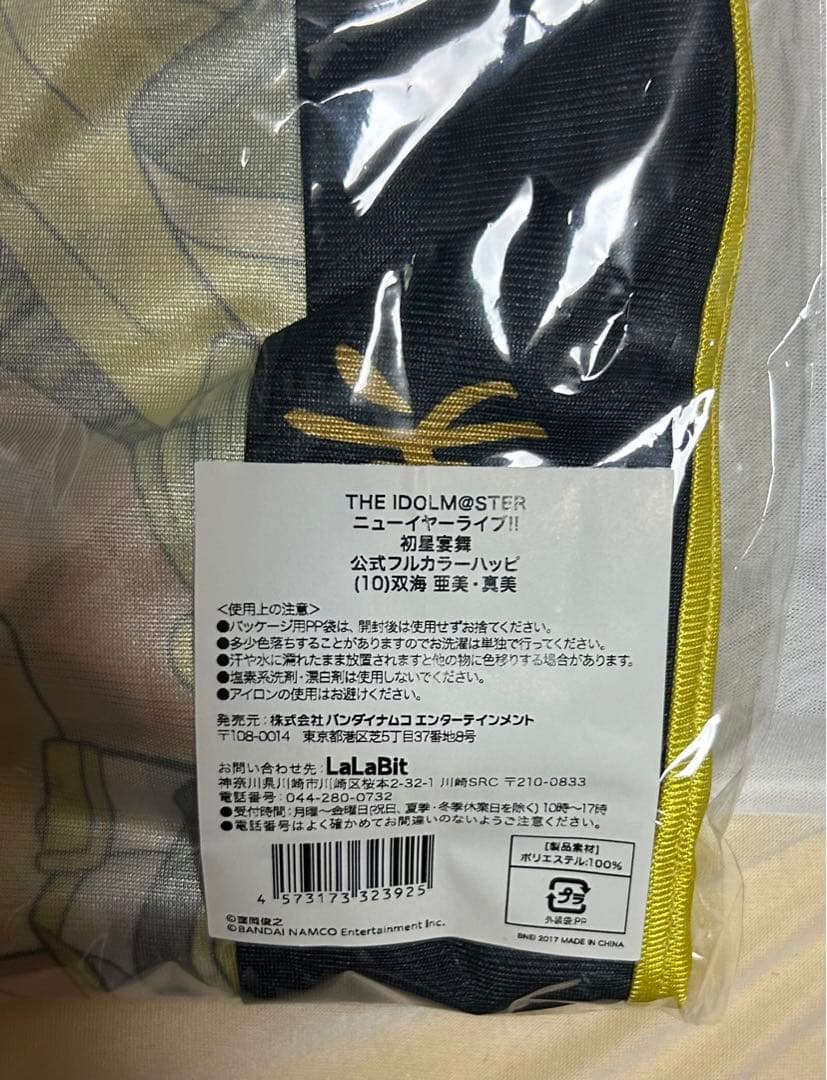 THE IDOLM@STER
ニューイヤーライブ!!
初星宴舞
公式フルカラーハッピ
(10)双海 亜美・真美
<使用上の注意>
●パッケージ用PP袋は、開封後は使用せずお捨てください。
●多少色落ちすることがありますのでお洗濯は単独で行ってください。
●汗や水に濡れたまま放置されますと他の物に色移りする場合があります。
●塩素系洗剤・漂白剤は使用しないでください。
●アイロンの使用はお避けください。
発売元:株式会社バンダイナムコエンターテインメント
〒108-0014 東京都港区芝5丁目37番地8号
お問い合わせ先:LaLaBit
神奈川県川崎市川崎区桜本2-32-1 川崎SRC 〒210-0833
電話番号:044-280-0732
●受付時間:月曜~金曜日(祝日、夏季・冬季休業日を除く)10時~17時
●電話番号はよく確かめてお間違いのないようご注意ください。
4 573173 323925
©窪岡俊之
©BANDAI NAMCO Entertainment Inc.
[製品素材]
ポリエステル:100%
プラ
外装袋:PP
BNEI 2017 MADE IN CHINA